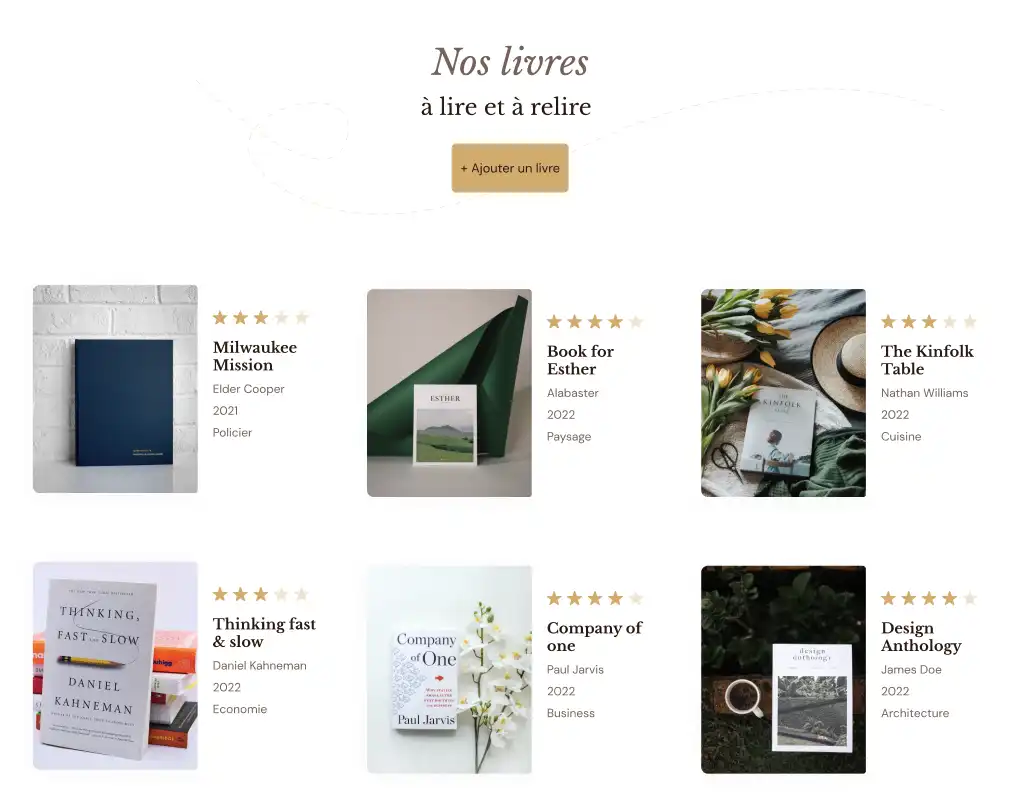 Nos livres
à lire et à relire
+ Ajouter un livre
Milwaukee
Mission
Elder Cooper
2021
Policier
ESTHER
Book for
Esther
Alabaster
2022
Paysage
THE
KINFOLK
The Kinfolk
Table
Nathan Williams
2022
Cuisine
THINKING,
FAST AND SLOW
DANIEL
KAHNEMAN
Thinking fast
& slow
Daniel Kahneman
2022
Economie
Company
of One
Paul Jarvis
Company of
one
Paul Jarvis
2022
Business
design
anthology
Design
Anthology
James Doe
2022
Architecture